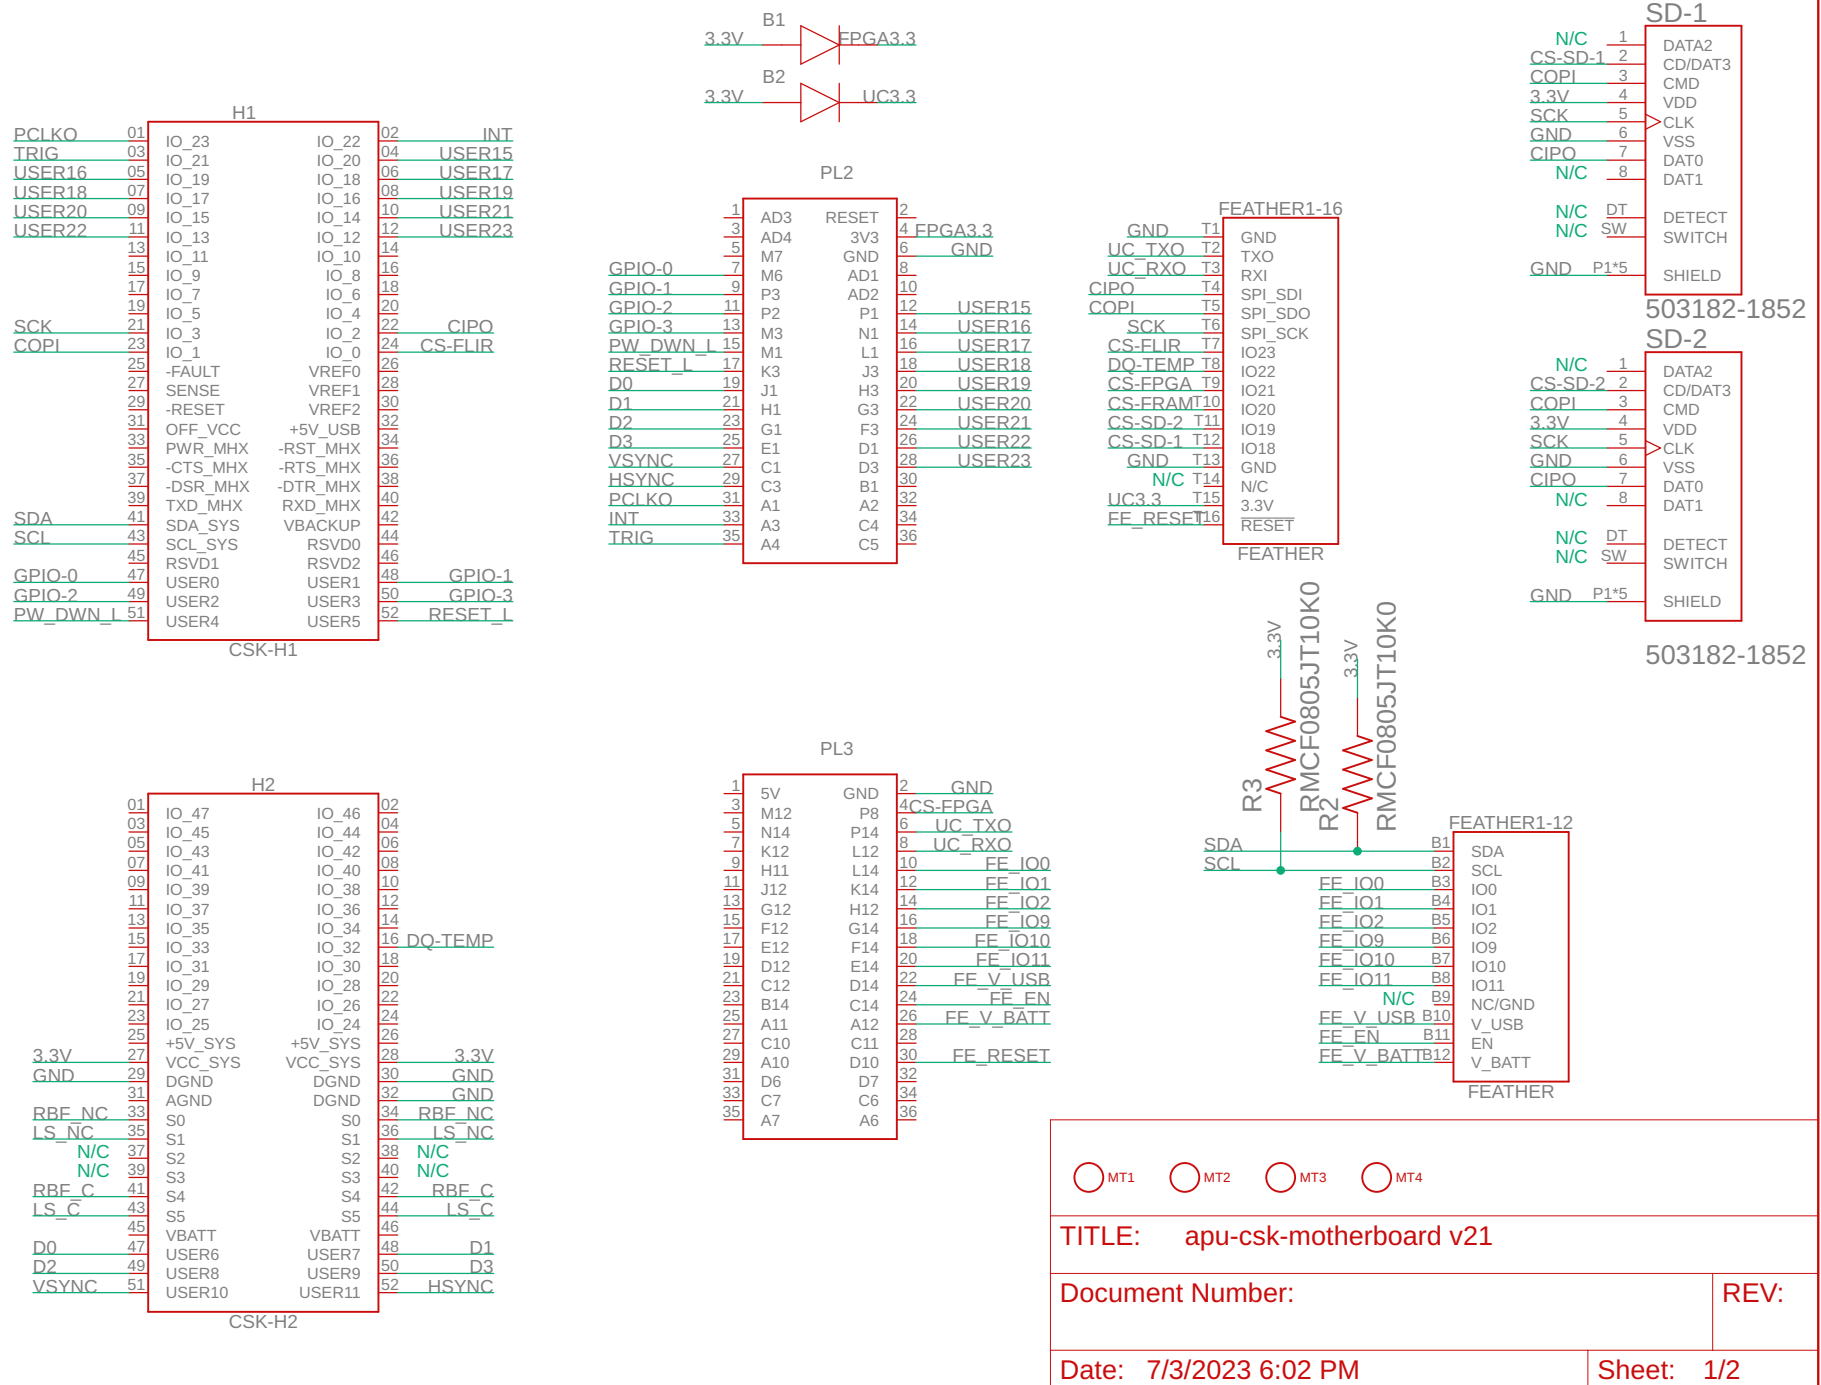 B1
3.3V FPGA3.3
B2
3.3V UC3.3
H1
PCLKO 01 IO_23 IO_22 02 INT
TRIG 03 IO_21 IO_20 04 USER15
USER16 05 IO_19 IO_18 06 USER17
USER18 07 IO_17 IO_16 08 USER19
USER20 09 IO_15 IO_14 10 USER21
USER22 11 IO_13 IO_12 12 USER23
13 IO_11 IO_10 14
15 IO_9 IO_8 16
17 IO_7 IO_6 18
19 IO_5 IO_4 20
SCK 21 IO_3 IO_2 22 CIPO
COPI 23 IO_1 IO_0 24 CS-FLIR
25 -FAULT VREF0 26
27 SENSE VREF1 28
29 -RESET VREF2 30
31 OFF_VCC +5V_USB 32
33 PWR_MHX -RST_MHX 34
35 -CTS_MHX -RTS_MHX 36
37 -DSR_MHX -DTR_MHX 38
39 TXD_MHX RXD_MHX 40
SDA 41 SDA_SYS VBACKUP 42
SCL 43 SCL_SYS RSVD0 44
45 RSVD1 RSVD2 46
GPIO-0 47 USER0 USER1 48 GPIO-1
GPIO-2 49 USER2 USER3 50 GPIO-3
PW_DWN_L 51 USER4 USER5 52 RESET_L
CSK-H1
PL2
1 AD3 RESET 2
3 AD4 3V3 4 FPGA3.3
5 M7 GND 6 GND
GPIO-0 7 M6 AD1 8
GPIO-1 9 P3 AD2 10
GPIO-2 11 P2 P1 12 USER15
GPIO-3 13 M3 N1 14 USER16
PW_DWN_L 15 M1 L1 16 USER17
RESET_L 17 K3 J3 18 USER18
D0 19 J1 H3 20 USER19
D1 21 H1 G3 22 USER20
D2 23 G1 F3 24 USER21
D3 25 E1 D1 26 USER22
VSYNC 27 C1 D3 28 USER23
HSYNC 29 C3 B1 30
PCLKO 31 A1 A2 32
INT 33 A3 C4 34
TRIG 35 A4 C5 36
FEATHER1-16
GND T1 GND
UC_TXO T2 TXO
UC_RXO T3 RXI
CIPO T4 SPI_SDI
COPI T5 SPI_SDO
SCK T6 SPI_SCK
CS-FLIR T7 IO23
DQ-TEMP T8 IO22
CS-FPGA T9 IO21
CS-FRAM T10 IO20
CS-SD-2 T11 IO19
CS-SD-1 T12 IO18
GND T13 GND
N/C T14 N/C
UC3.3 T15 3.3V
FE_RESET T16 RESET
FEATHER
SD-1
N/C 1 DATA2
CS-SD-1 2 CD/DAT3
COPI 3 CMD
3.3V 4 VDD
SCK 5 CLK
GND 6 VSS
CIPO 7 DAT0
N/C 8 DAT1
N/C DT DETECT
N/C SW SWITCH
GND P1*5 SHIELD
503182-1852
SD-2
N/C 1 DATA2
CS-SD-2 2 CD/DAT3
COPI 3 CMD
3.3V 4 VDD
SCK 5 CLK
GND 6 VSS
CIPO 7 DAT0
N/C 8 DAT1
N/C DT DETECT
N/C SW SWITCH
GND P1*5 SHIELD
503182-1852
H2
01 IO_47 IO_46 02
03 IO_45 IO_44 04
05 IO_43 IO_42 06
07 IO_41 IO_40 08
09 IO_39 IO_38 10
11 IO_37 IO_36 12
13 IO_35 IO_34 14
15 IO_33 IO_32 16 DQ-TEMP
17 IO_31 IO_30 18
19 IO_29 IO_28 20
21 IO_27 IO_26 22
23 IO_25 IO_24 24
25 +5V_SYS +5V_SYS 26
3.3V 27 VCC_SYS VCC_SYS 28 3.3V
GND 29 DGND DGND 30 GND
31 AGND DGND 32 GND
RBF_NC 33 S0 S0 34 RBF_NC
LS_NC 35 S1 S1 36 LS_NC
N/C 37 S2 S2 38 N/C
N/C 39 S3 S3 40 N/C
RBF_C 41 S4 S4 42 RBF_C
LS_C 43 S5 S5 44 LS_C
45 VBATT VBATT 46
D0 47 USER6 USER7 48 D1
D2 49 USER8 USER9 50 D3
VSYNC 51 USER10 USER11 52 HSYNC
CSK-H2
PL3
1 5V GND 2 GND
3 M12 P8 4 CS-FPGA
5 N14 P14 6 UC_TXO
7 K12 L12 8 UC_RXO
9 H11 L14 10 FE_IO0
11 J12 K14 12 FE_IO1
13 G12 H12 14 FE_IO2
15 F12 G14 16 FE_IO9
17 E12 F14 18 FE_IO10
19 D12 E14 20 FE_IO11
21 C12 D14 22 FE_V_USB
23 B14 C14 24 FE_EN
25 A11 A12 26 FE_V_BATT
27 C10 C11 28
29 A10 D10 30 FE_RESET
31 D6 D7 32
33 C7 C6 34
35 A7 A6 36
3.3V
R3
RMCF0805JT10K0
3.3V
R2
RMCF0805JT10K0
FEATHER1-12
SDA B1 SDA
SCL B2 SCL
FE_IO0 B3 IO0
FE_IO1 B4 IO1
FE_IO2 B5 IO2
FE_IO9 B6 IO9
FE_IO10 B7 IO10
FE_IO11 B8 IO11
N/C B9 NC/GND
FE_V_USB B10 V_USB
FE_EN B11 EN
FE_V_BATT B12 V_BATT
FEATHER
MT1 MT2 MT3 MT4
TITLE: apu-csk-motherboard v21
Document Number: REV:
Date: 7/3/2023 6:02 PM Sheet: 1/2